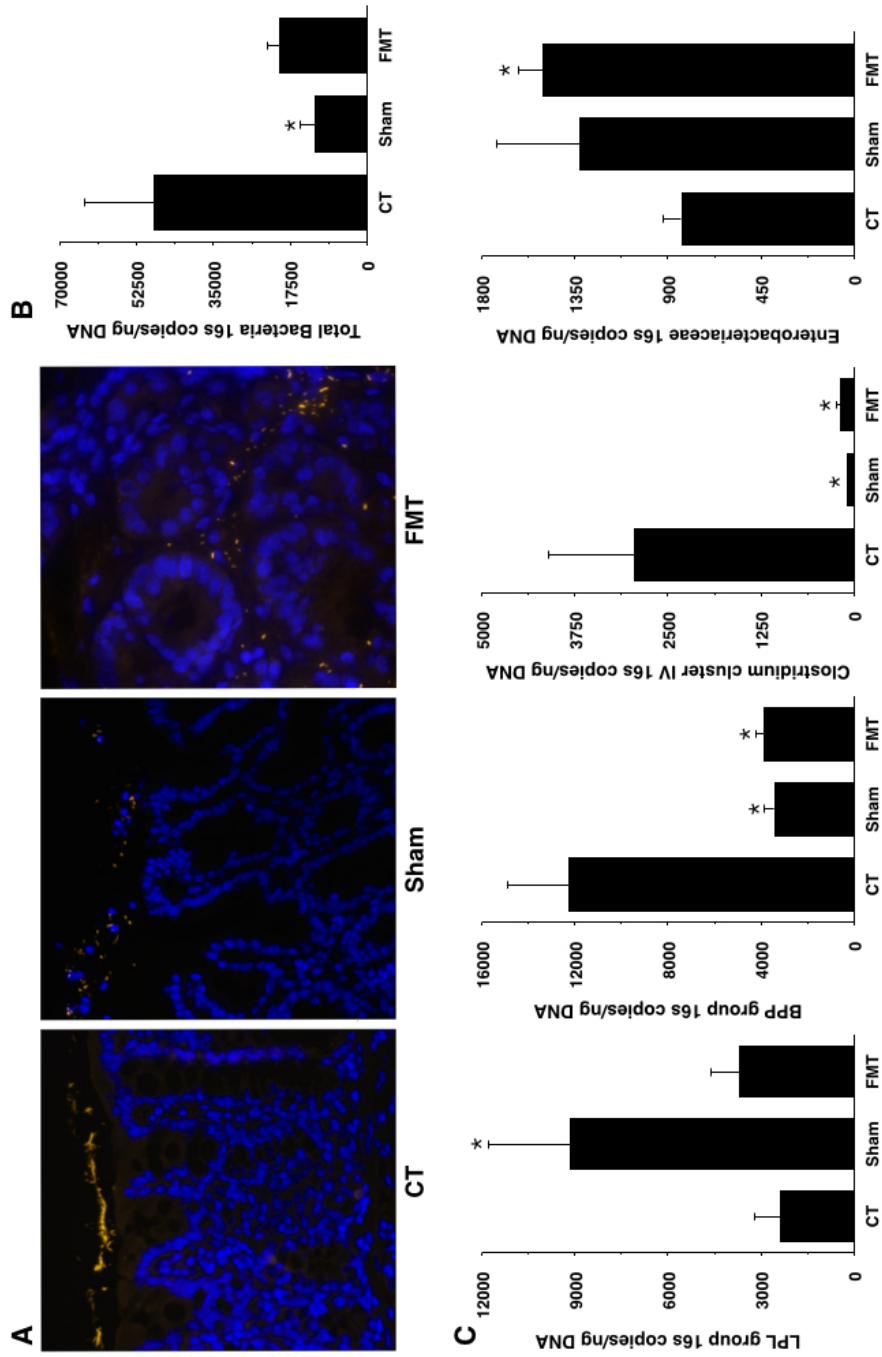 A
CT
Sham
FMT
B
Total Bacteria 16s copies/ng DNA
70000
52500
35000
17500
0
*
CT
Sham
FMT
C
LPL group 16s copies/ng DNA
12000
9000
6000
3000
0
*
CT
Sham
FMT
BPP group 16s copies/ng DNA
16000
12000
8000
4000
0
*
*
CT
Sham
FMT
Clostridium cluster IV 16s copies/ng DNA
5000
3750
2500
1250
0
*
*
CT
Sham
FMT
Enterobacteriaceae 16s copies/ng DNA
1800
1350
900
450
0
*
CT
Sham
FMT